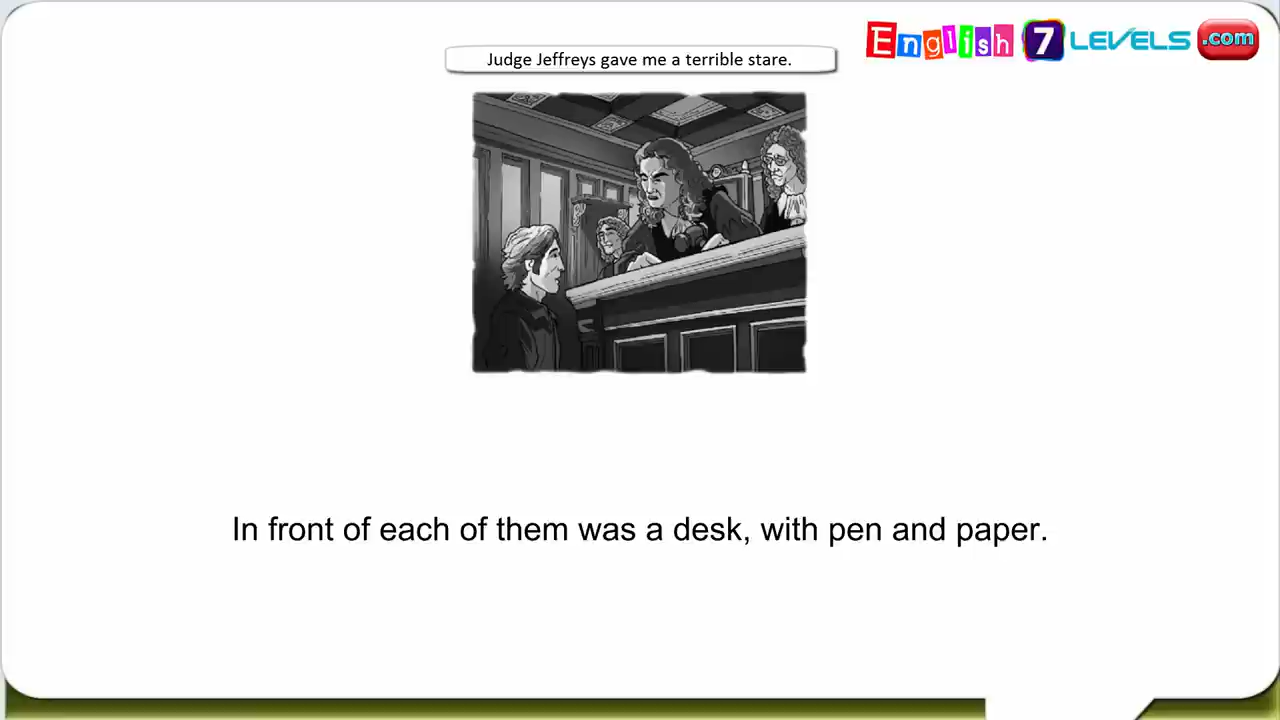 English 7 LEVELS .com
Judge Jeffreys gave me a terrible stare.
In front of each of them was a desk, with pen and paper.